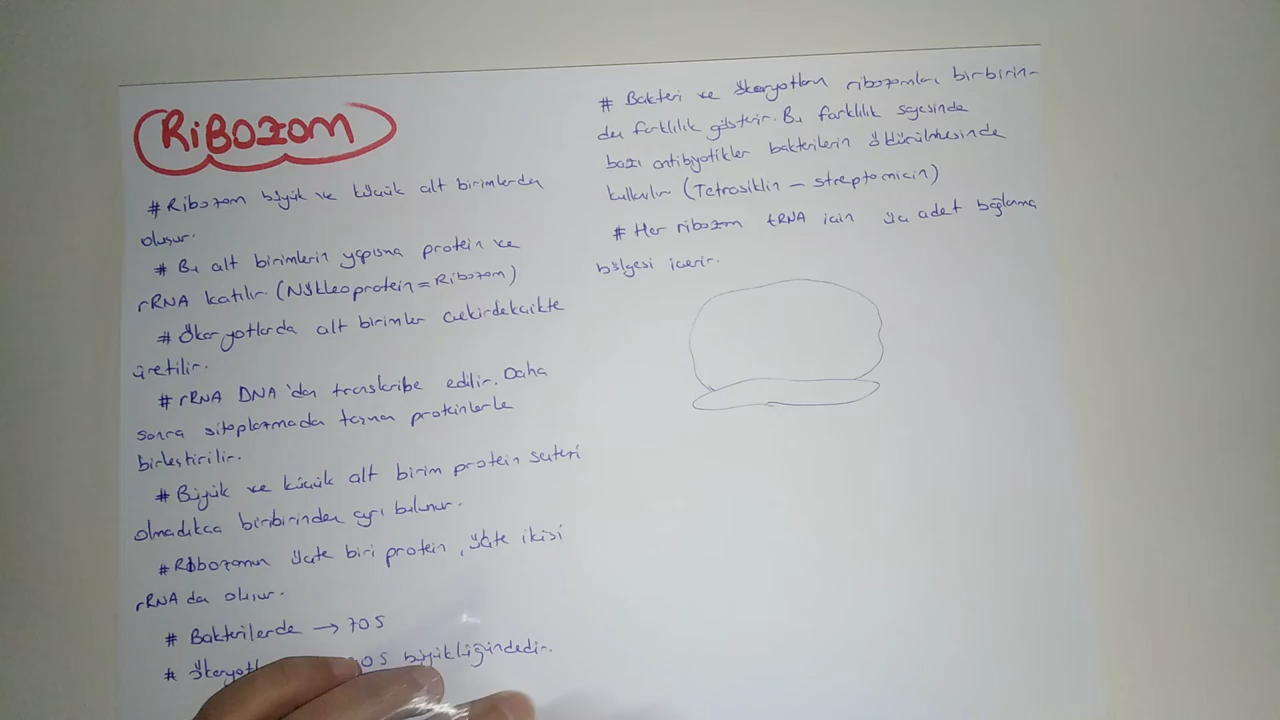 RiBozom
# Ribozom büyük ve küçük alt birimlerden
oluşur.
# Bu alt birimlerin yapısına protein ve
rRNA katılır. (Nükleoprotein = Ribozom)
# Ökaryotlarda alt birimler çekirdekçikte
üretilir.
# rRNA DNA'dan transkribe edilir. Daha
sonra sitoplazmada proteinlerle
birleştirilir.
# Büyük ve küçük alt birim protein sentezi
olmadıkça biribirinden ayrı bulunur.
# Ribozomun üçte biri protein, üçte ikisi
rRNA dan oluşur.
# Bakterilerde → 70S
# 0S büyüklüğündedir.
# Bakteri ve ökaryotların ribozomları birbirin-
den farklılık gösterir. Bu farklılık sayesinde
bazı antibiyotikler bakterilerin öldürülmesinde
kullanılır (Tetrasiklin - streptomicin)
# Her ribozom tRNA için üç adet bağlanma
bölgesi içerir.